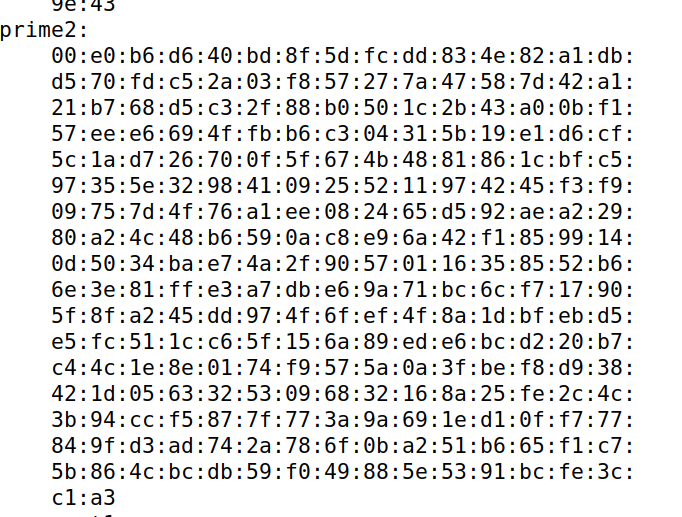 9e:43
prime2:
00:e0:b6:d6:40:bd:8f:5d:fc:dd:83:4e:82:a1:db:
d5:70:fd:c5:2a:03:f8:57:27:7a:47:58:7d:42:a1:
21:b7:68:d5:c3:2f:88:b0:50:1c:2b:43:a0:0b:f1:
57:ee:e6:69:4f:fb:b6:c3:04:31:5b:19:e1:d6:cf:
5c:1a:d7:26:70:0f:5f:67:4b:48:81:86:1c:bf:c5:
97:35:5e:32:98:41:09:25:52:11:97:42:45:f3:f9:
09:75:7d:4f:76:a1:ee:08:24:65:d5:92:ae:a2:29:
80:a2:4c:48:b6:59:0a:c8:e9:6a:42:f1:85:99:14:
0d:50:34:ba:e7:4a:2f:90:57:01:16:35:85:52:b6:
6e:3e:81:ff:e3:a7:db:e6:9a:71:bc:6c:f7:17:90:
5f:8f:a2:45:dd:97:4f:6f:ef:4f:8a:1d:bf:eb:d5:
e5:fc:51:1c:c6:5f:15:6a:89:ed:e6:bc:d2:20:b7:
c4:4c:1e:8e:01:74:f9:57:5a:0a:3f:be:f8:d9:38:
42:1d:05:63:32:53:09:68:32:16:8a:25:fe:2c:4c:
3b:94:cc:f5:87:7f:77:3a:9a:69:1e:d1:0f:f7:77:
84:9f:d3:ad:74:2a:78:6f:0b:a2:51:b6:65:f1:c7:
5b:86:4c:bc:db:59:f0:49:88:5e:53:91:bc:fe:3c:
c1:a3